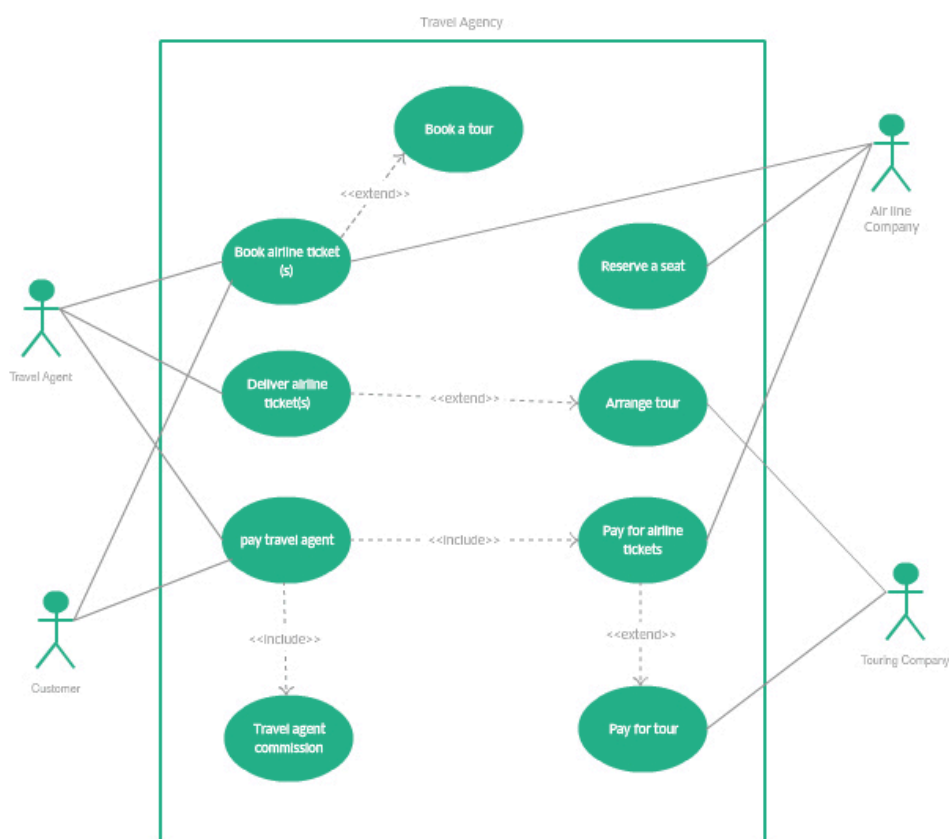 Travel Agency
Book a tour
<<extend>>
Book airline ticket
(s)
Reserve a seat
Air line
Company
Travel Agent
Deliver airline
ticket(s)
<<extend>>
Arrange tour
pay travel agent
<<include>>
Pay for airline
tickets
<<include>>
<<extend>>
Customer
Touring Company
Travel agent
commission
Pay for tour